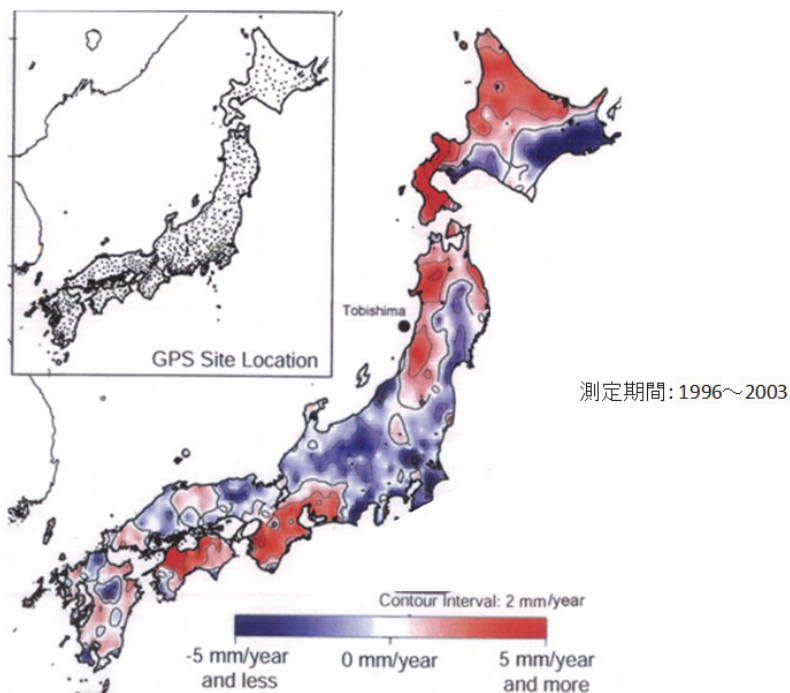 GPS Site Location
Tobishima
測定期間：1996～2003
Contour Interval: 2 mm/year
-5 mm/year
and less
0 mm/year
5 mm/year
and more